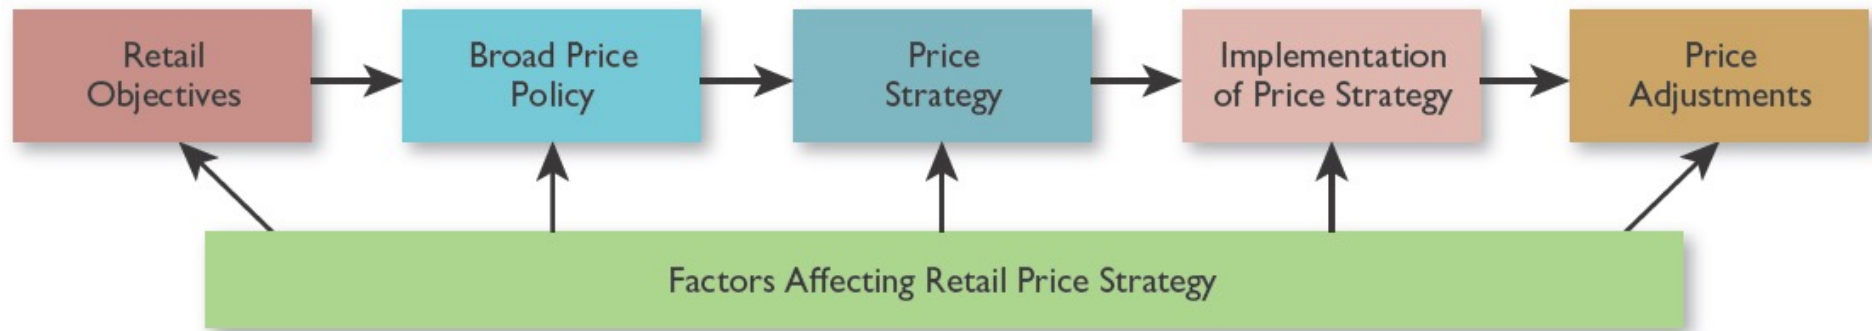 Retail
Objectives
Broad Price
Policy
Price
Strategy
Implementation
of Price Strategy
Price
Adjustments
Factors Affecting Retail Price Strategy